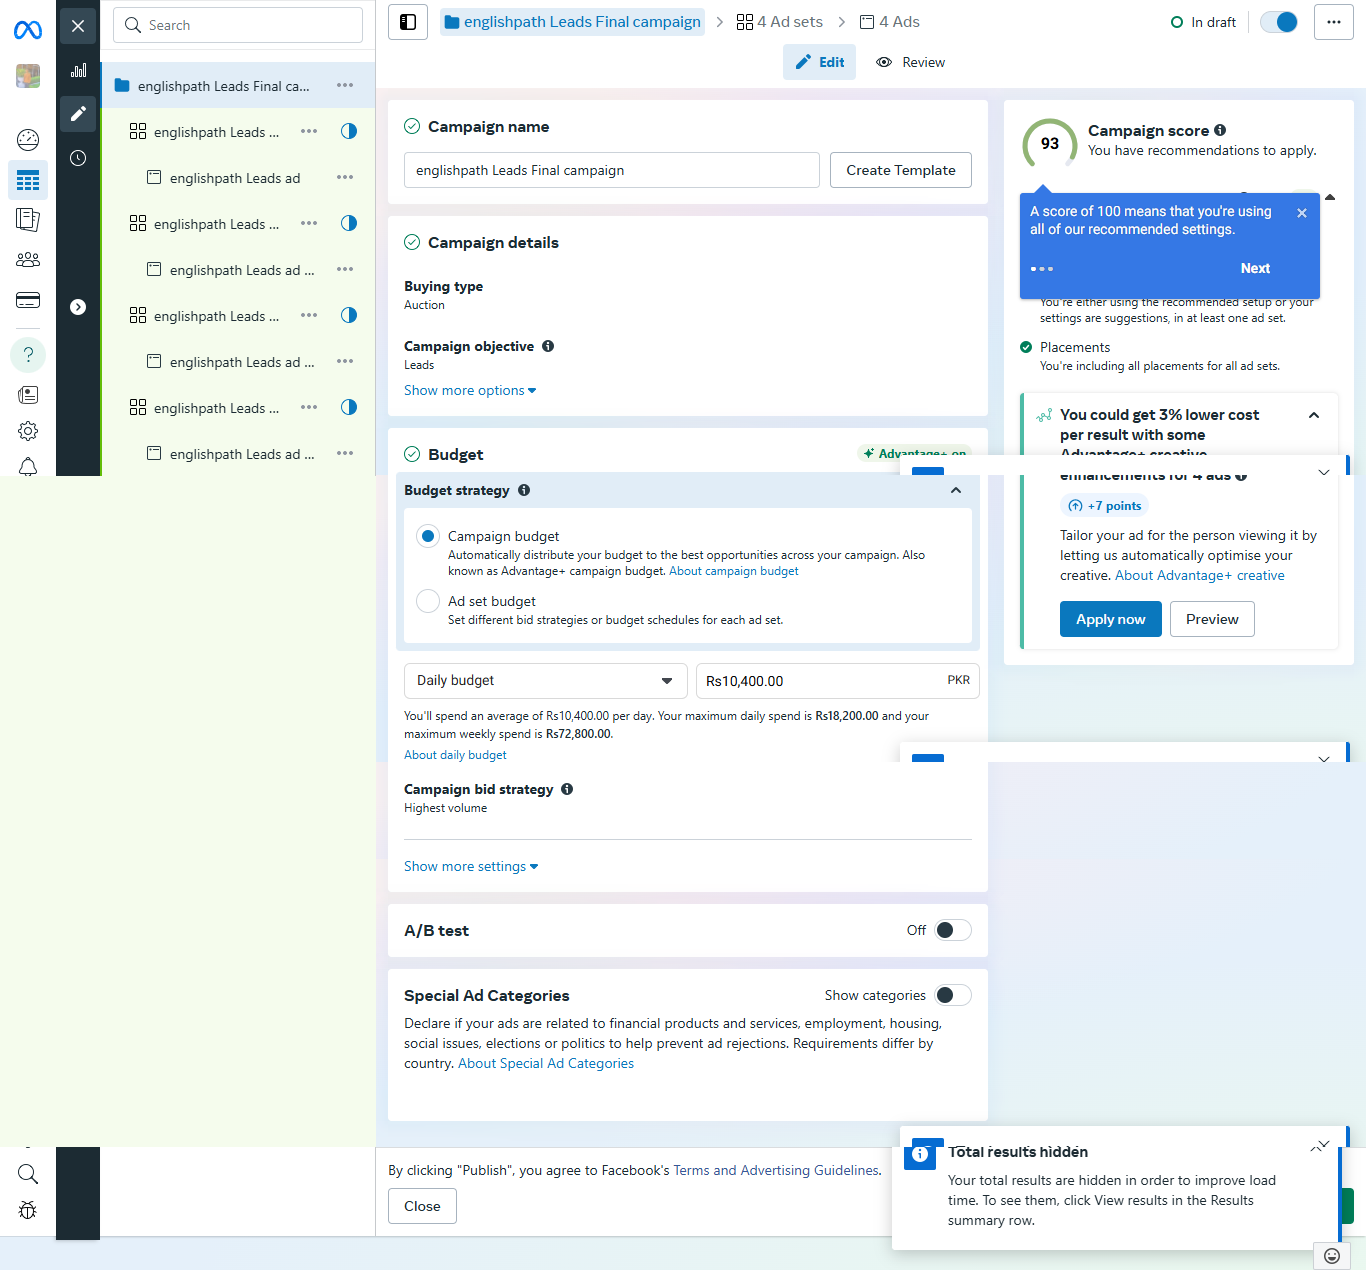 Search
englishpath Leads Final campaign
4 Ad sets
4 Ads
In draft
Edit
Review
englishpath Leads Final ca...
englishpath Leads ...
englishpath Leads ad
englishpath Leads ...
englishpath Leads ad ...
englishpath Leads ...
englishpath Leads ad ...
englishpath Leads ...
englishpath Leads ad ...
Campaign name
englishpath Leads Final campaign
Create Template
Campaign details
Buying type
Auction
Campaign objective
Leads
Show more options
Budget
Advantage+ on
Budget strategy
Campaign budget
Automatically distribute your budget to the best opportunities across your campaign. Also
known as Advantage+ campaign budget. About campaign budget
Ad set budget
Set different bid strategies or budget schedules for each ad set.
Daily budget
Rs10,400.00
PKR
You'll spend an average of Rs10,400.00 per day. Your maximum daily spend is Rs18,200.00 and your
maximum weekly spend is Rs72,800.00.
About daily budget
Campaign bid strategy
Highest volume
Show more settings
A/B test
Off
Special Ad Categories
Show categories
Declare if your ads are related to financial products and services, employment, housing,
social issues, elections or politics to help prevent ad rejections. Requirements differ by
country. About Special Ad Categories
By clicking "Publish", you agree to Facebook's Terms and Advertising Guidelines.
Close
93
Campaign score
You have recommendations to apply.
A score of 100 means that you're using
all of our recommended settings.
Next
You're either using the recommended setup or your
settings are suggestions, in at least one ad set.
Placements
You're including all placements for all ad sets.
You could get 3% lower cost
per result with some
Advantage+ creative
enhancements for 4 ads
+7 points
Tailor your ad for the person viewing it by
letting us automatically optimise your
creative. About Advantage+ creative
Apply now
Preview
Total results hidden
Your total results are hidden in order to improve load
time. To see them, click View results in the Results
summary row.